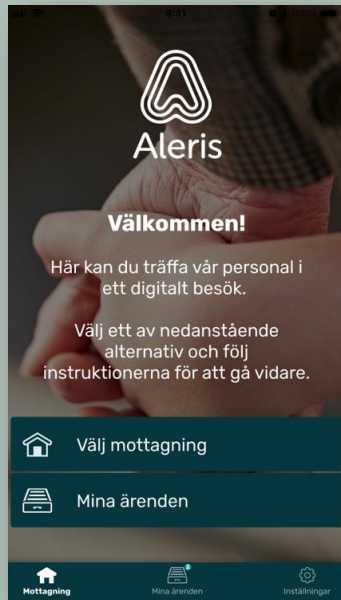 9:41
100%
Aleris
Välkommen!
Här kan du träffa vår personal i
ett digitalt besök.
Välj ett av nedanstående
alternativ och följ
instruktionerna för att gå vidare.
Välj mottagning
Mina ärenden
Mottagning
Mina ärenden
Inställningar